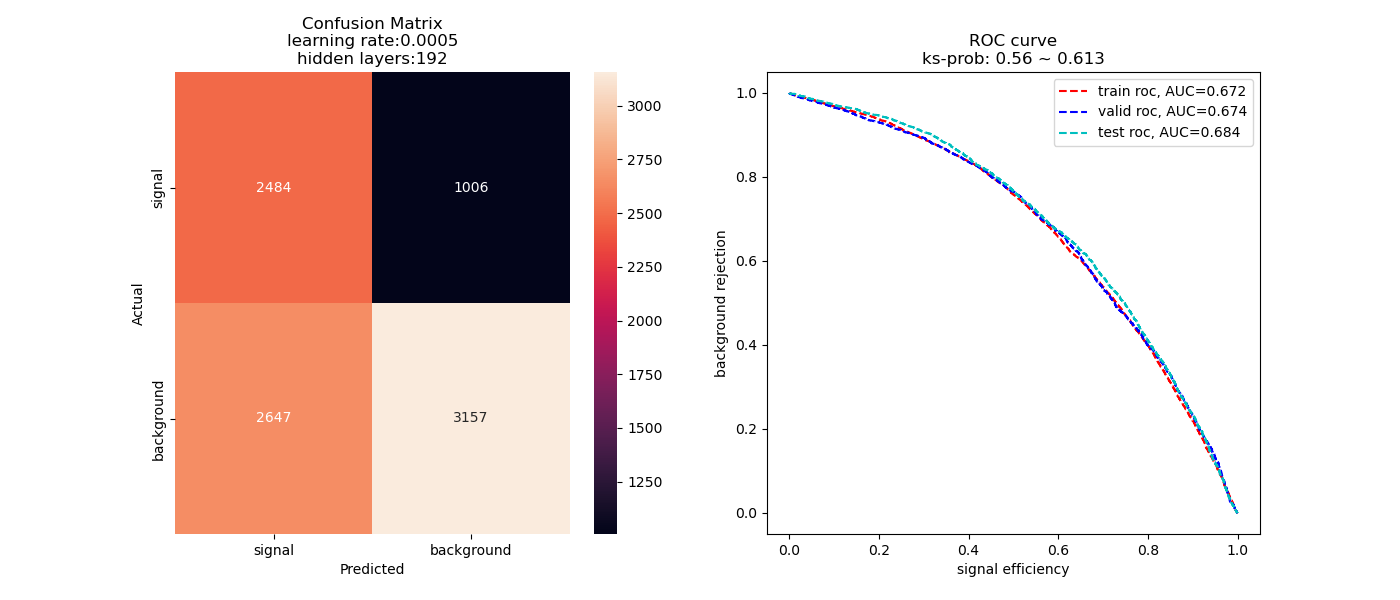 Confusion Matrix
learning rate:0.0005
hidden layers:192
signal
background
Actual
2484
1006
2647
3157
signal
background
Predicted
3000
2750
2500
2250
2000
1750
1500
1250
ROC curve
ks-prob: 0.56 ~ 0.613
train roc, AUC=0.672
valid roc, AUC=0.674
test roc, AUC=0.684
background rejection
1.0
0.8
0.6
0.4
0.2
0.0
0.0
0.2
0.4
0.6
0.8
1.0
signal efficiency